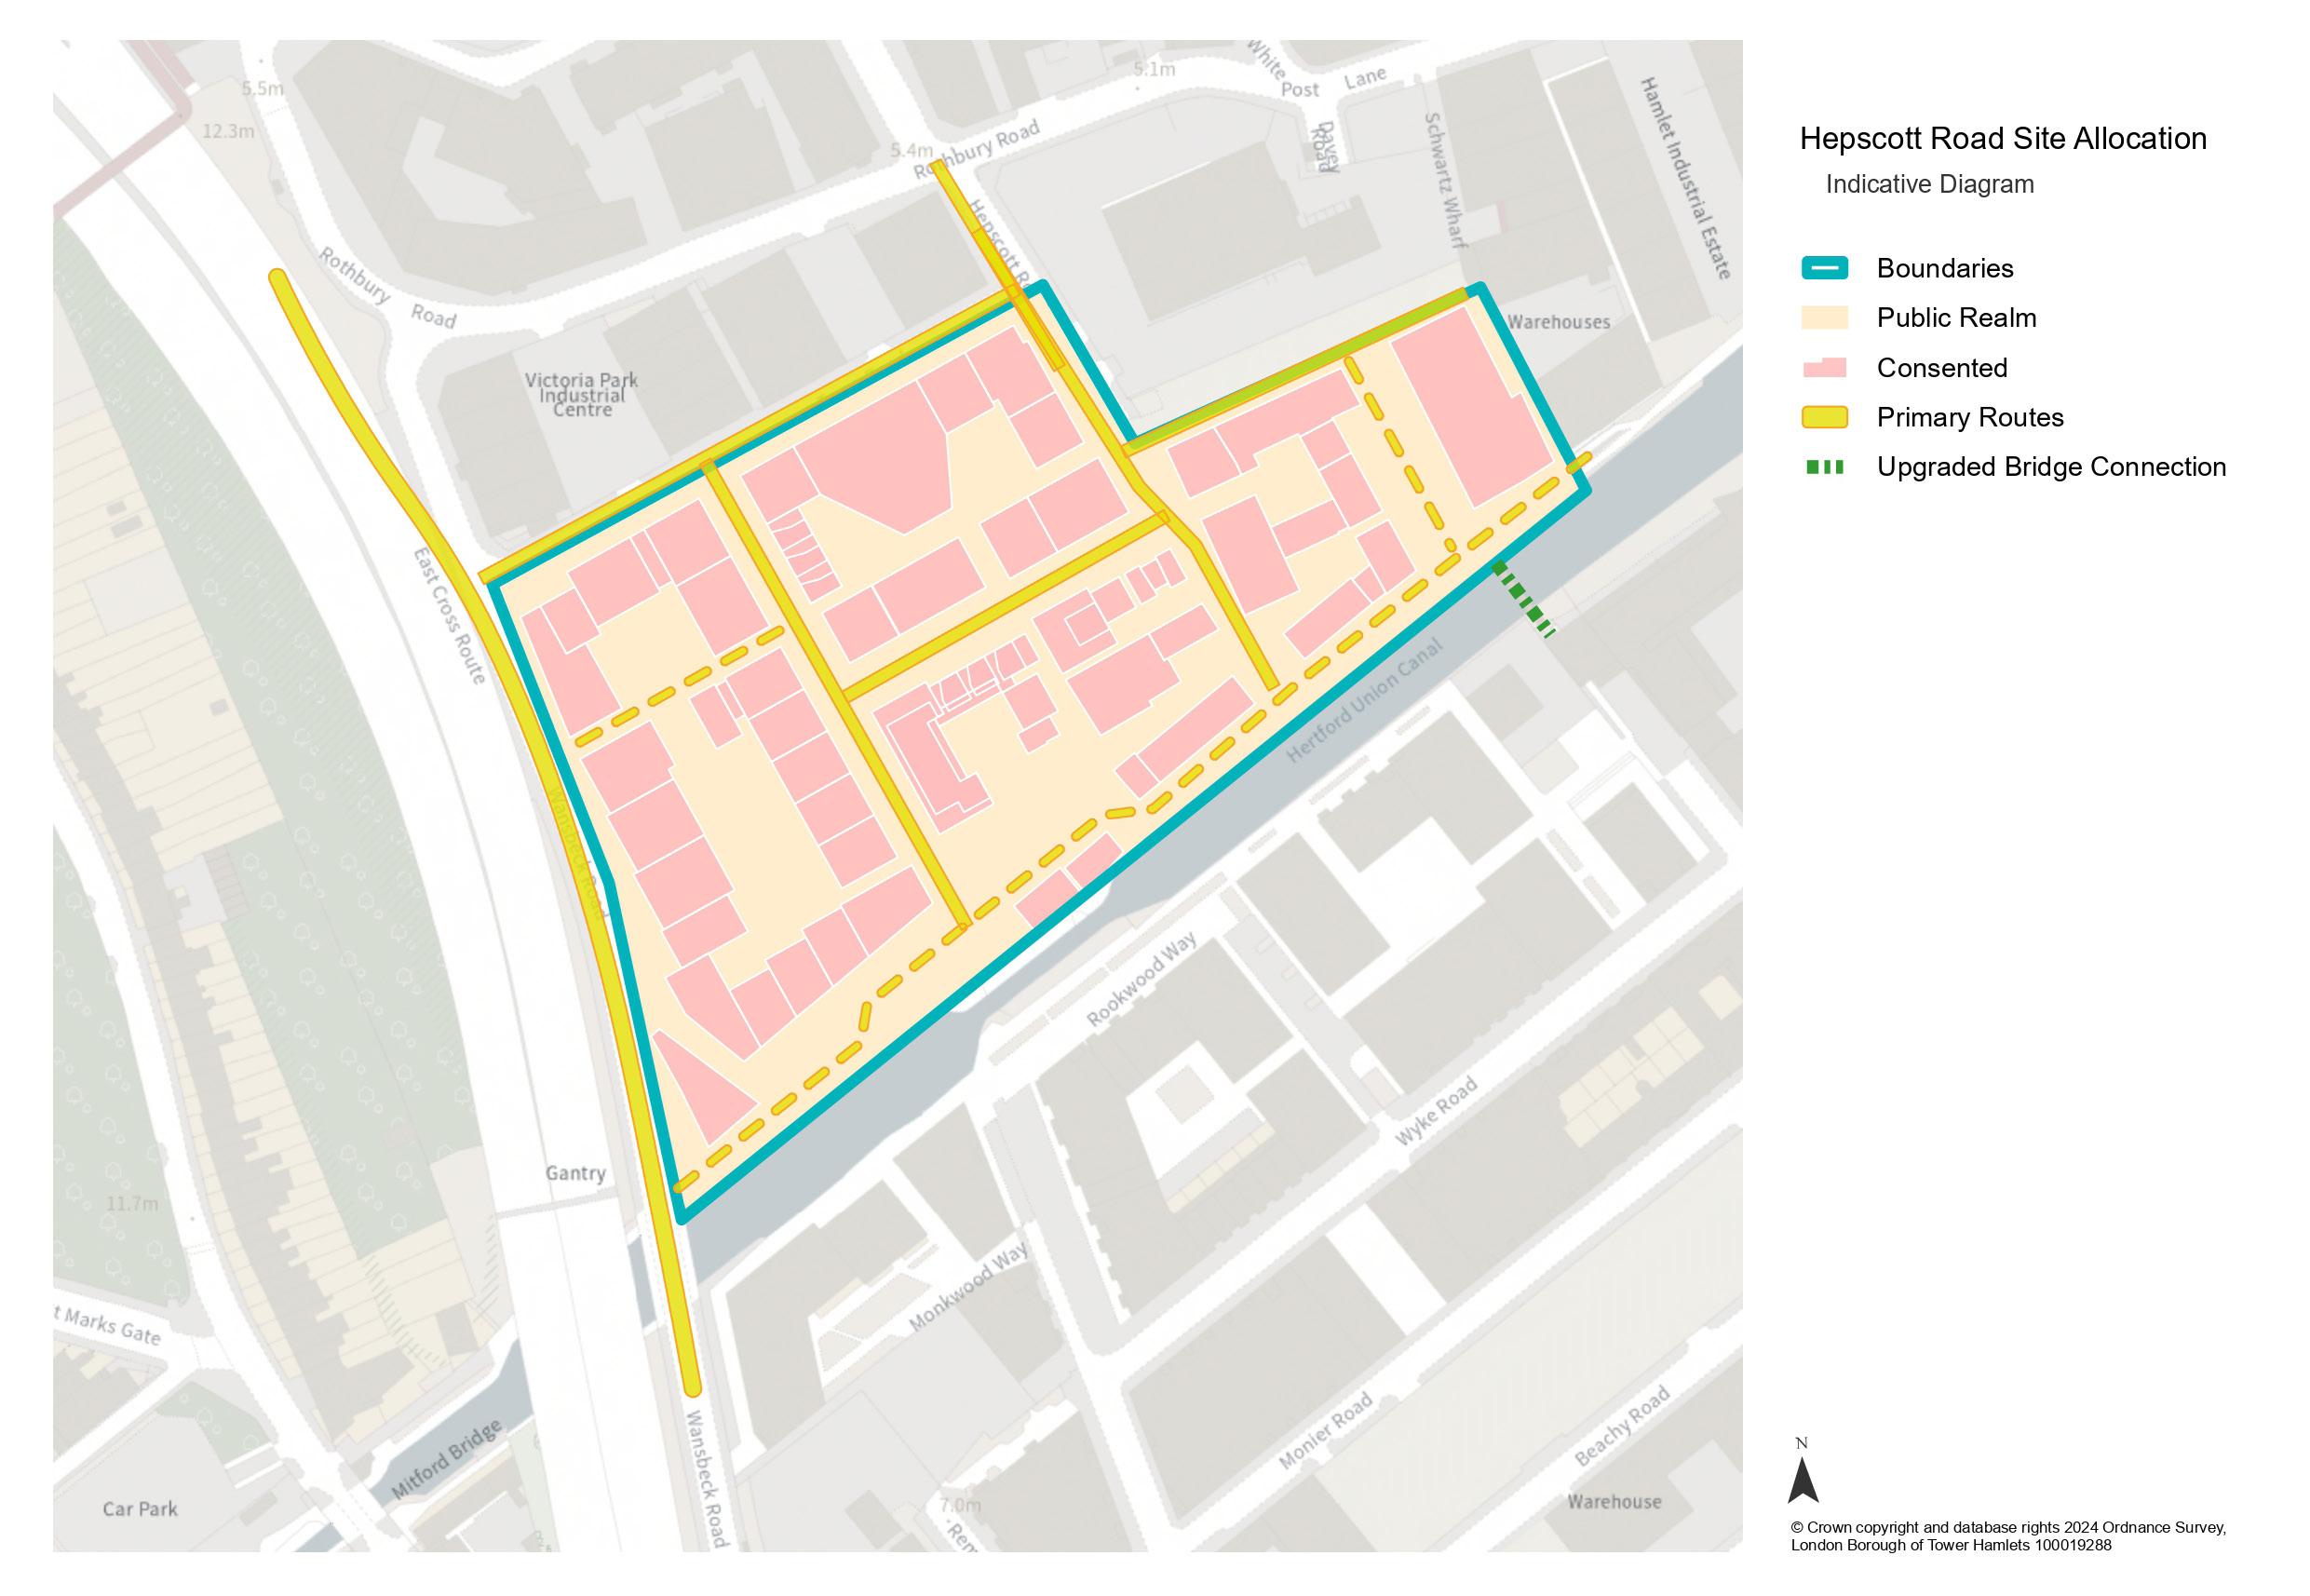 5.5m
12.3m
5.4m
Rothbury Road
5.1m
White
Post
Lane
Davey
Road
Schwartz Wharf
Hamlet Industrial Estate
Hepscott
Rothbury
Road
Victoria Park
Industrial
Centre
Warehouses
East Cross Route
Wansbeck Road
Hertford Union Canal
Rookwood Way
Wyke Road
Gantry
11.7m
Monkwood Way
t Marks Gate
Mitford Bridge
Wansbeck Road
Monier Road
Beachy Road
Car Park
7.0m
Rem
Warehouse
Hepscott Road Site Allocation
Indicative Diagram
Boundaries
Public Realm
Consented
Primary Routes
Upgraded Bridge Connection
N
© Crown copyright and database rights 2024 Ordnance Survey,
London Borough of Tower Hamlets 100019288